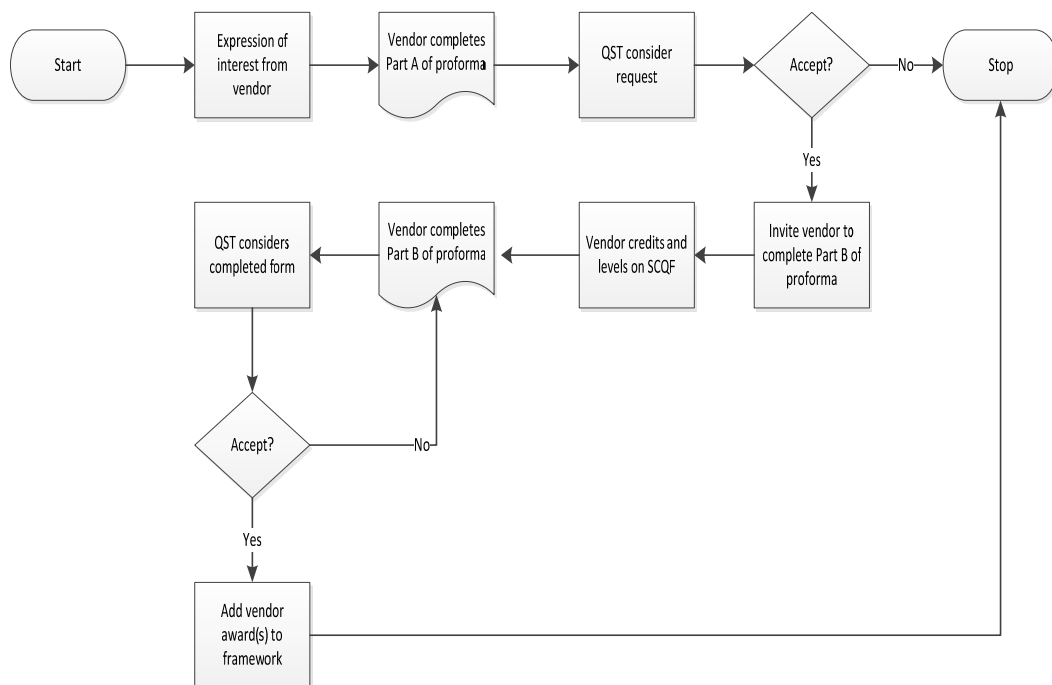 Start
Expression of
interest from
vendor
Vendor completes
Part A of proforma
QST consider
request
Accept?
No
Stop
Yes
Invite vendor to
complete Part B of
proforma
Vendor credits and
levels on SCQF
Vendor completes
Part B of proforma
QST considers
completed form
Accept?
No
Yes
Add vendor
award(s) to
framework